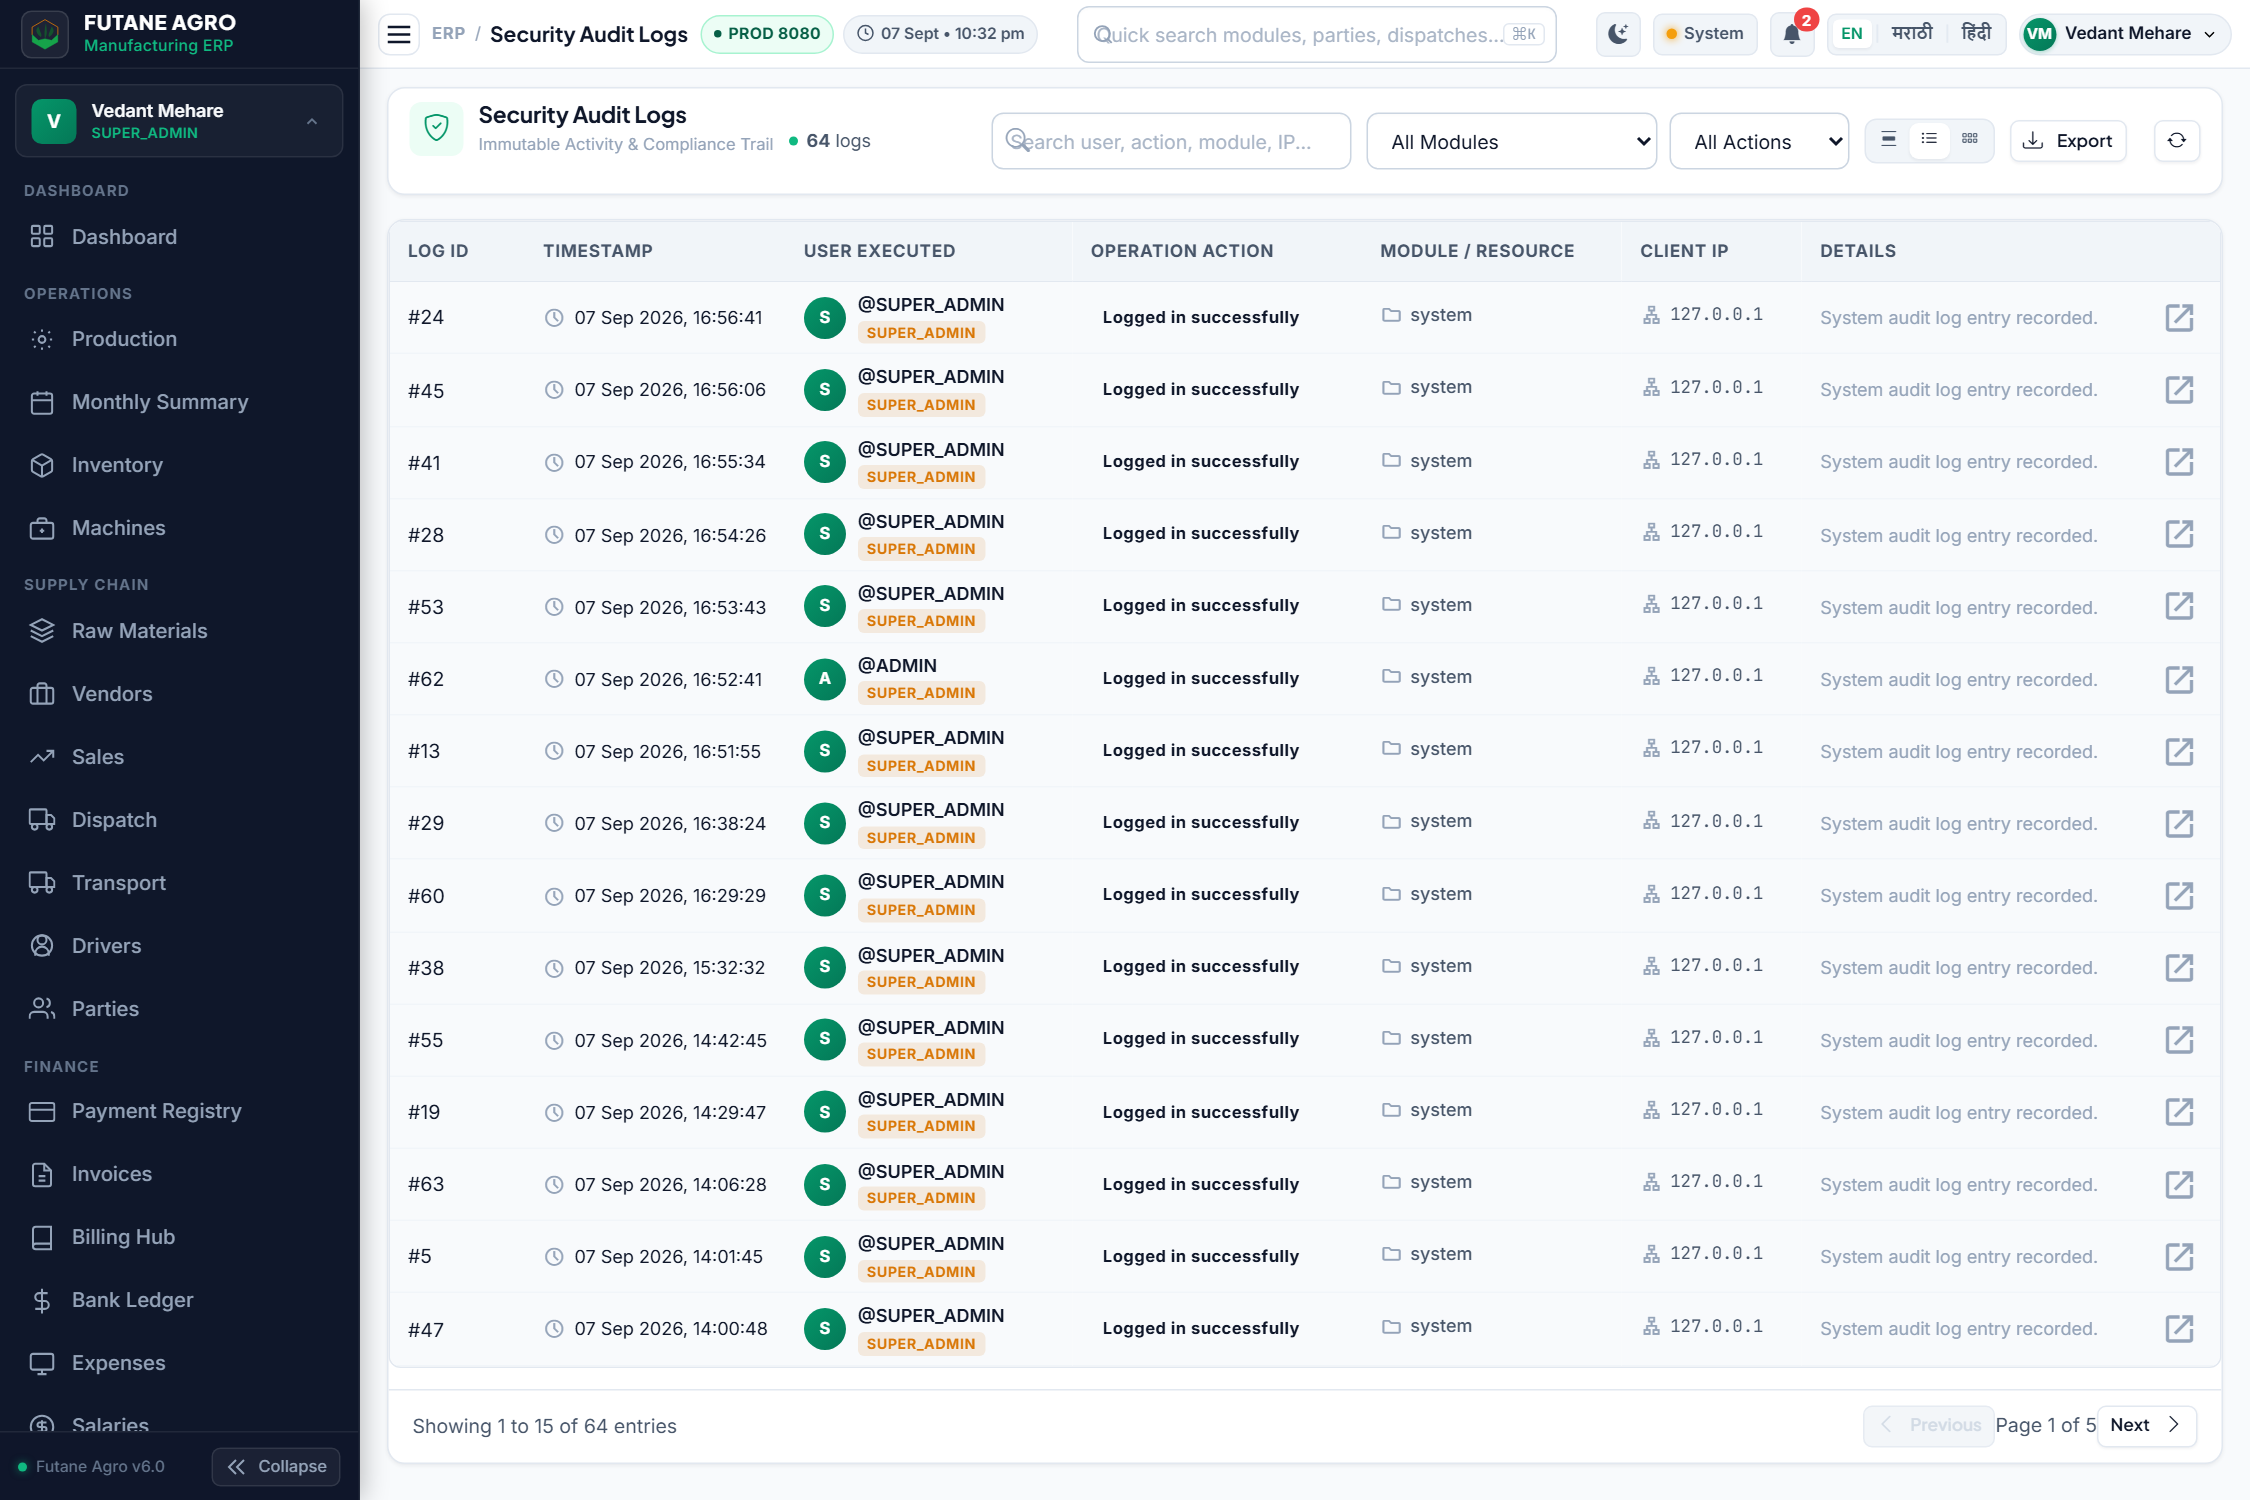 FUTANE AGRO
Manufacturing ERP
Vedant Mehare
V
SUPER_ADMIN
DASHBOARD
Dashboard
OPERATIONS
Production
Monthly Summary
Inventory
Machines
SUPPLY CHAIN
Raw Materials
Vendors
Sales
Dispatch
Transport
Drivers
Parties
FINANCE
Payment Registry
Invoices
Billing Hub
Bank Ledger
Expenses
Salaries
Futane Agro v6.0 Collapse
ERP / Security Audit Logs PROD 8080 07 Sept • 10:32 pm Quick search modules, parties, dispatches... ⌘K System 2 EN मराठी हिंदी VM Vedant Mehare
Security Audit Logs
Immutable Activity & Compliance Trail 64 logs
Search user, action, module, IP... All Modules All Actions Export
LOG ID TIMESTAMP USER EXECUTED OPERATION ACTION MODULE / RESOURCE CLIENT IP DETAILS
#24 07 Sep 2026, 16:56:41 S @SUPER_ADMIN SUPER_ADMIN Logged in successfully system 127.0.0.1 System audit log entry recorded.
#45 07 Sep 2026, 16:56:06 S @SUPER_ADMIN SUPER_ADMIN Logged in successfully system 127.0.0.1 System audit log entry recorded.
#41 07 Sep 2026, 16:55:34 S @SUPER_ADMIN SUPER_ADMIN Logged in successfully system 127.0.0.1 System audit log entry recorded.
#28 07 Sep 2026, 16:54:26 S @SUPER_ADMIN SUPER_ADMIN Logged in successfully system 127.0.0.1 System audit log entry recorded.
#53 07 Sep 2026, 16:53:43 S @SUPER_ADMIN SUPER_ADMIN Logged in successfully system 127.0.0.1 System audit log entry recorded.
#62 07 Sep 2026, 16:52:41 A @ADMIN SUPER_ADMIN Logged in successfully system 127.0.0.1 System audit log entry recorded.
#13 07 Sep 2026, 16:51:55 S @SUPER_ADMIN SUPER_ADMIN Logged in successfully system 127.0.0.1 System audit log entry recorded.
#29 07 Sep 2026, 16:38:24 S @SUPER_ADMIN SUPER_ADMIN Logged in successfully system 127.0.0.1 System audit log entry recorded.
#60 07 Sep 2026, 16:29:29 S @SUPER_ADMIN SUPER_ADMIN Logged in successfully system 127.0.0.1 System audit log entry recorded.
#38 07 Sep 2026, 15:32:32 S @SUPER_ADMIN SUPER_ADMIN Logged in successfully system 127.0.0.1 System audit log entry recorded.
#55 07 Sep 2026, 14:42:45 S @SUPER_ADMIN SUPER_ADMIN Logged in successfully system 127.0.0.1 System audit log entry recorded.
#19 07 Sep 2026, 14:29:47 S @SUPER_ADMIN SUPER_ADMIN Logged in successfully system 127.0.0.1 System audit log entry recorded.
#63 07 Sep 2026, 14:06:28 S @SUPER_ADMIN SUPER_ADMIN Logged in successfully system 127.0.0.1 System audit log entry recorded.
#5 07 Sep 2026, 14:01:45 S @SUPER_ADMIN SUPER_ADMIN Logged in successfully system 127.0.0.1 System audit log entry recorded.
#47 07 Sep 2026, 14:00:48 S @SUPER_ADMIN SUPER_ADMIN Logged in successfully system 127.0.0.1 System audit log entry recorded.
Showing 1 to 15 of 64 entries Previous Page 1 of 5 Next